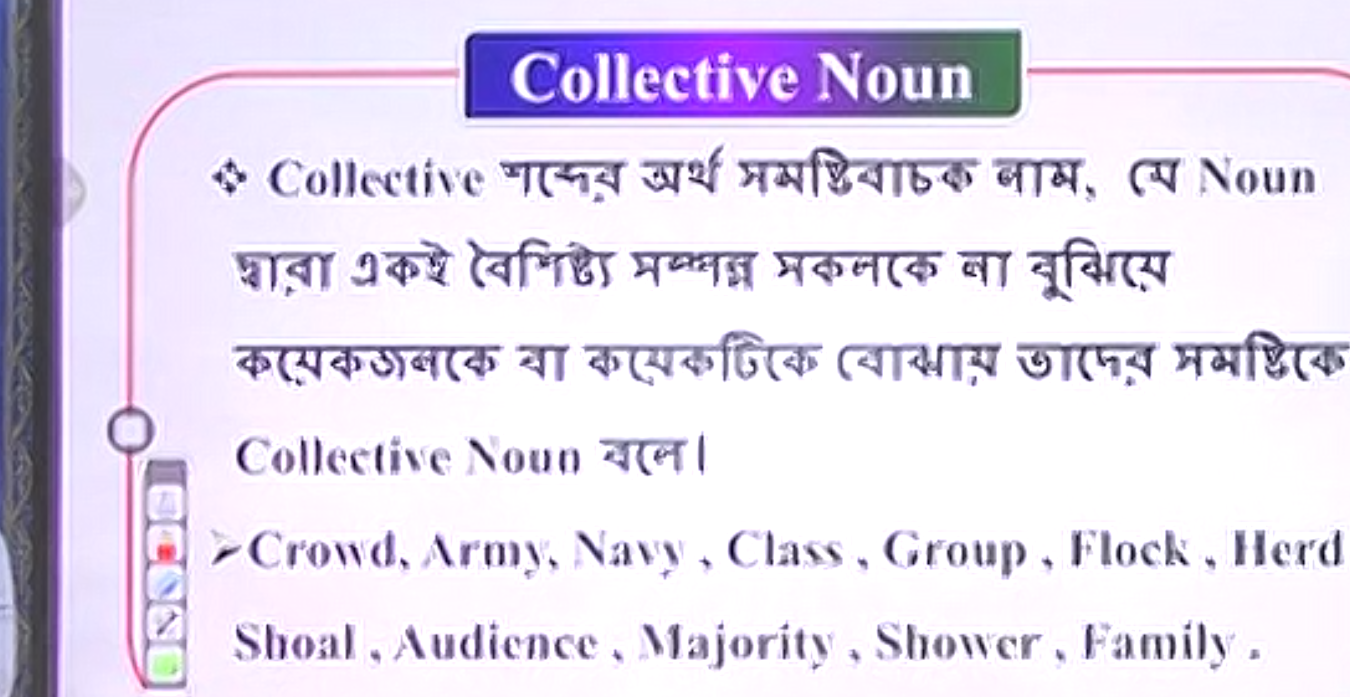 Collective Noun
❖ Collective শব্দের অর্থ সমষ্টিবাচক নাম, যে Noun
দ্বারা একই বৈশিষ্ট্য সম্পন্ন সকলকে না বুঝিয়ে
কয়েকজনকে বা কয়েকটিকে বোঝায় তাদের সমষ্টিকে
Collective Noun বলে।
➢Crowd, Army, Navy , Class , Group , Flock , Herd
Shoal , Audience , Majority , Shower , Family .